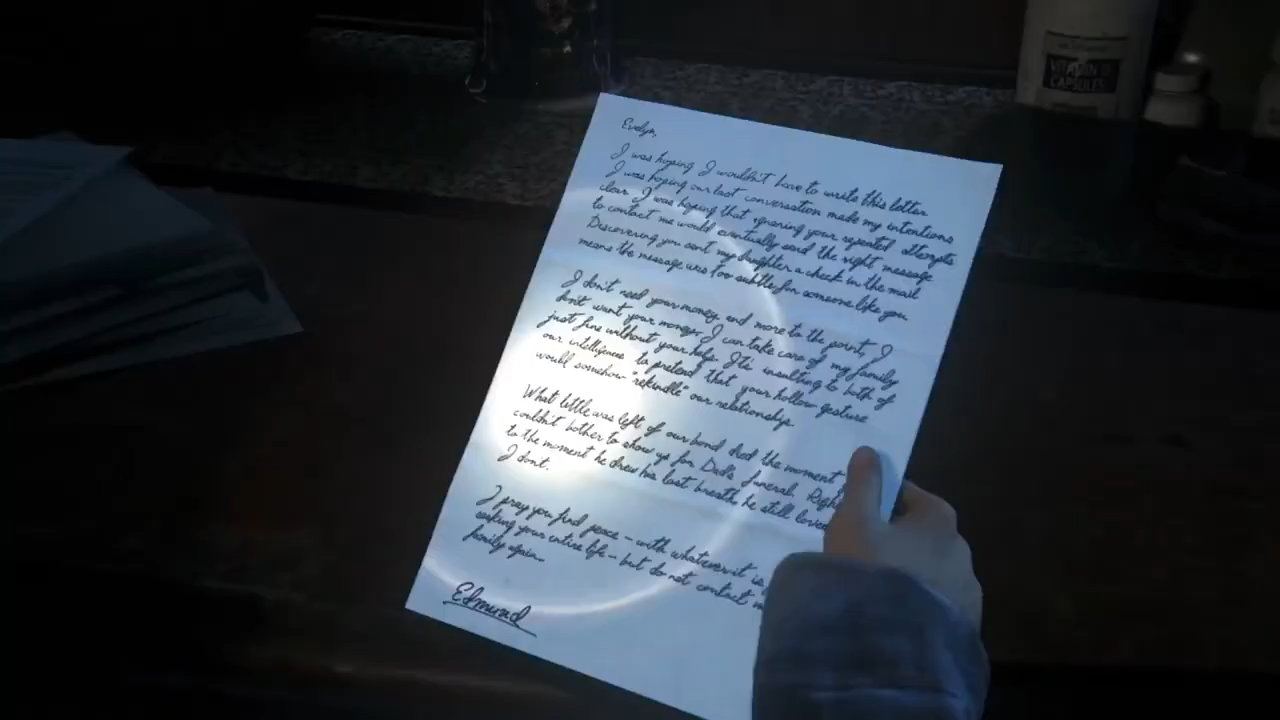 Evelyn,
I was hoping I wouldn't have to write this letter
I was hoping our last conversation made my intentions
clear. I was hoping that ignoring your repeated attempts
to contact me would eventually send the right message
Discovering you sent my daughter a check in the mail
means the message was too subtle for someone like you
I don't need your money, and more to the point, I
don't want your money. I can take care of my family
just fine without your help. It's insulting to both of
our intelligences to pretend that your hollow gesture
would somehow "rekindle" our relationship.
What little was left of our bond died the moment
couldn't bother to show up for Dad's funeral. Right
to the moment he drew his last breath, he still loved
I don't.
I pray you find peace - with whatever it is
seeking your entire life - but do not contact
family again.
Edmund
VITAMIN
CAPSULES